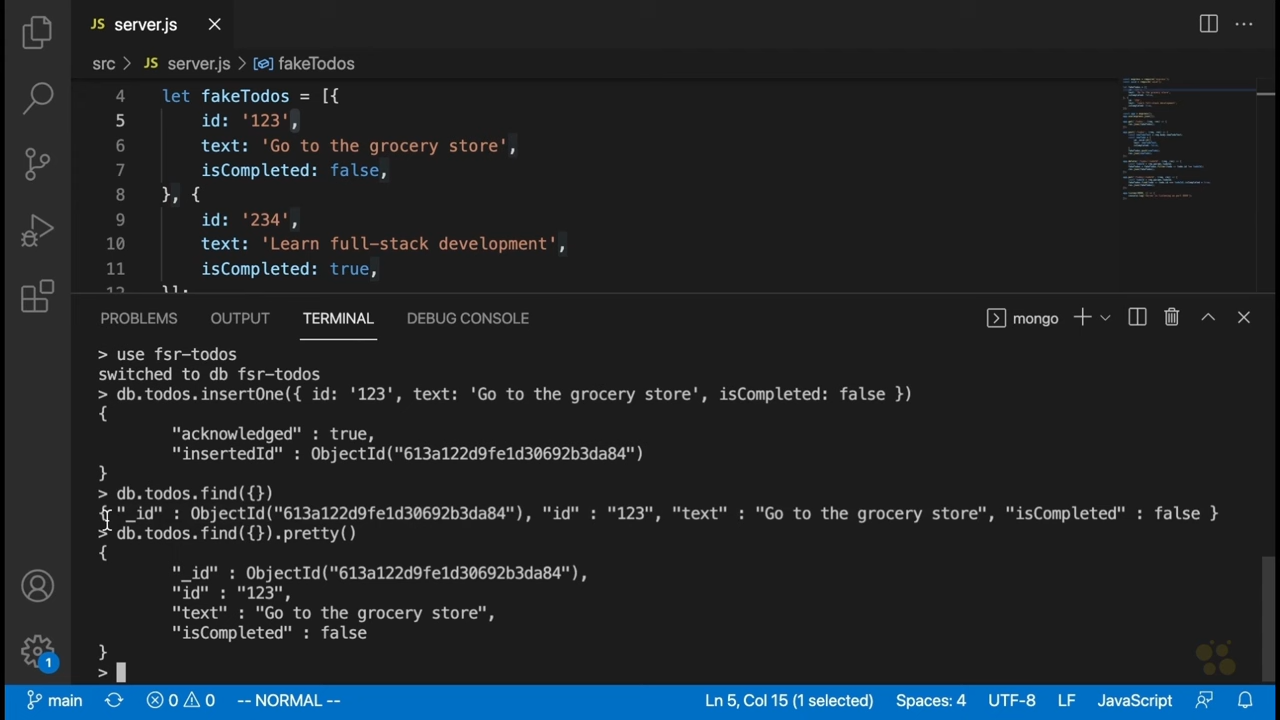 JS server.js
src > JS server.js > fakeTodos
4 let fakeTodos = [{
5 id: '123',
6 text: 'Go to the grocery store',
7 isCompleted: false,
8 }, {
9 id: '234',
10 text: 'Learn full-stack development',
11 isCompleted: true,
12 }];
PROBLEMS OUTPUT TERMINAL DEBUG CONSOLE mongo
> use fsr-todos
switched to db fsr-todos
> db.todos.insertOne({ id: '123', text: 'Go to the grocery store', isCompleted: false })
{
"acknowledged" : true,
"insertedId" : ObjectId("613a122d9fe1d30692b3da84")
}
> db.todos.find({})
{ "_id" : ObjectId("613a122d9fe1d30692b3da84"), "id" : "123", "text" : "Go to the grocery store", "isCompleted" : false }
> db.todos.find({}).pretty()
{
"_id" : ObjectId("613a122d9fe1d30692b3da84"),
"id" : "123",
"text" : "Go to the grocery store",
"isCompleted" : false
}
>
1
main 0 0 -- NORMAL -- Ln 5, Col 15 (1 selected) Spaces: 4 UTF-8 LF JavaScript